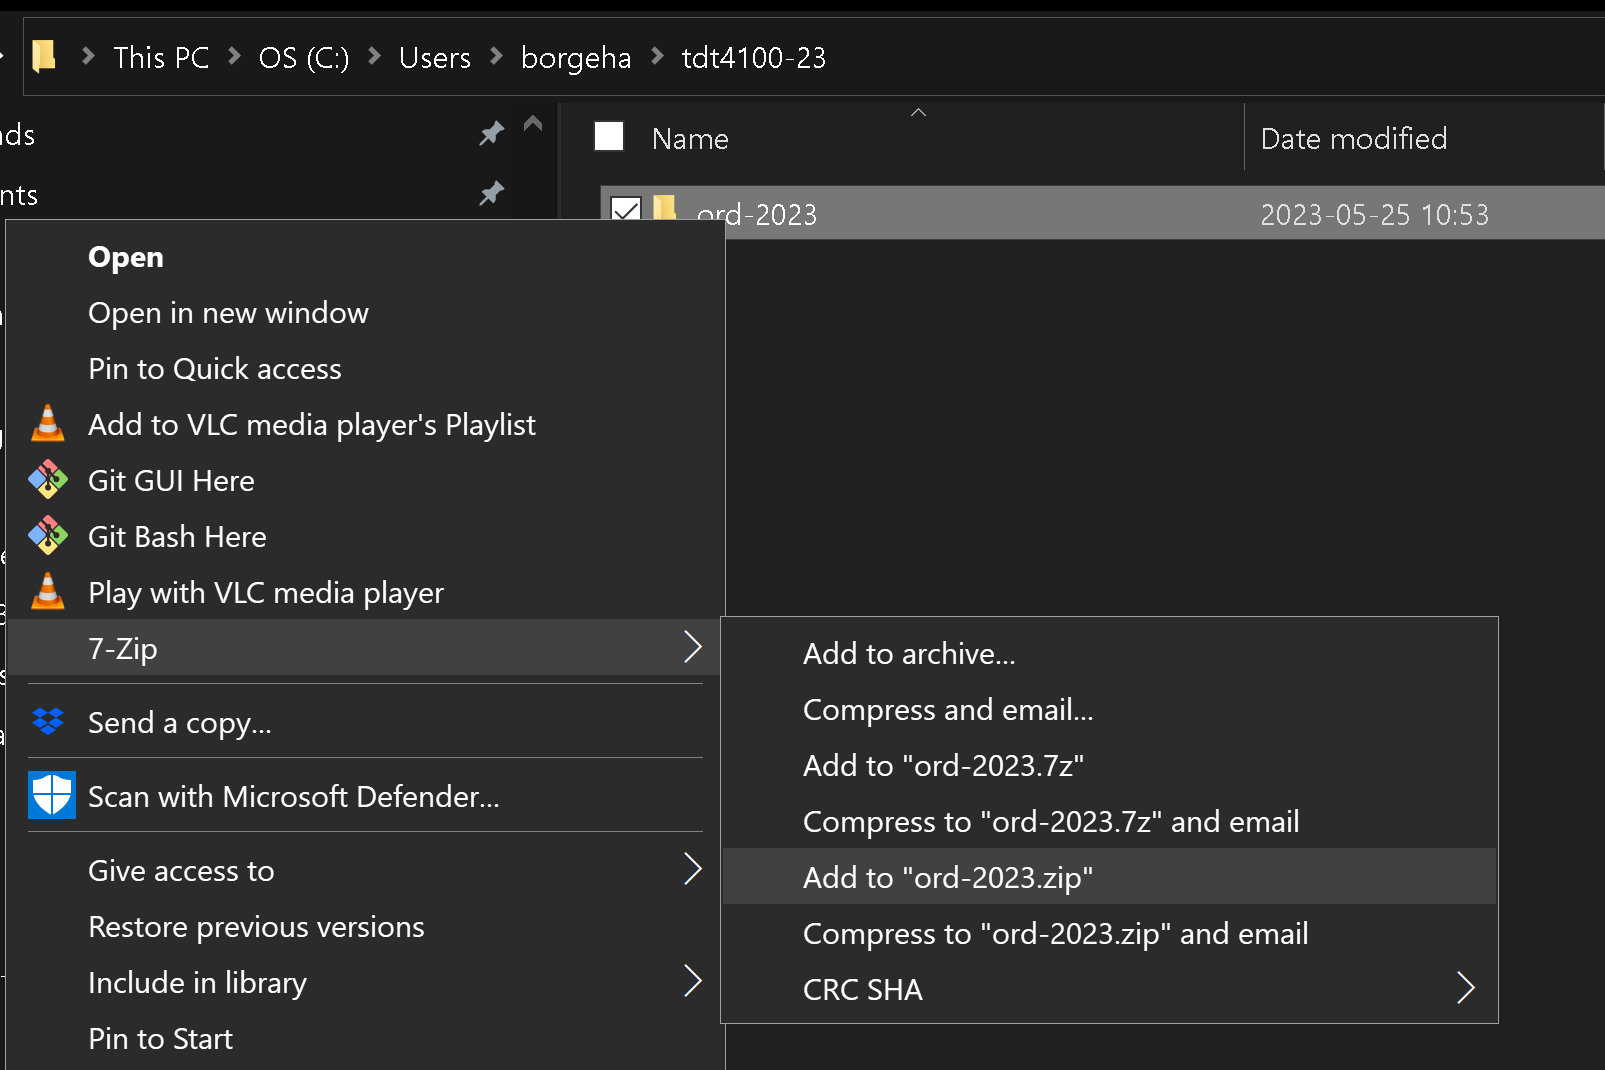 This PC > OS (C:) > Users > borgeha > tdt4100-23
Name
Date modified
nts
ord-2023
2023-05-25 10:53
Open
Open in new window
Pin to Quick access
Add to VLC media player's Playlist
Git GUI Here
Git Bash Here
Play with VLC media player
7-Zip
Send a copy...
Scan with Microsoft Defender...
Give access to
Restore previous versions
Include in library
Pin to Start
Add to archive...
Compress and email...
Add to "ord-2023.7z"
Compress to "ord-2023.7z" and email
Add to "ord-2023.zip"
Compress to "ord-2023.zip" and email
CRC SHA